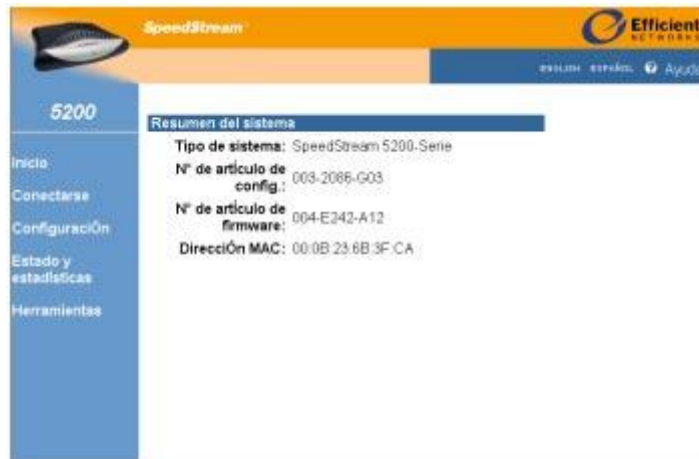 SpeedStream
Efficient
NETWORKS
ENGLISH ESPAÑOL ? Ayuda
5200
Resumen del sistema
Tipo de sistema: SpeedStream 5200-Serie
N° de artículo de config.: 003-2086-G03
N° de artículo de firmware: 004-E242-A12
DirecciÓn MAC: 00:0B:23:6B:3F:CA
Inicio
Conectarse
ConfiguraciÓn
Estado y
estadísticas
Herramientas